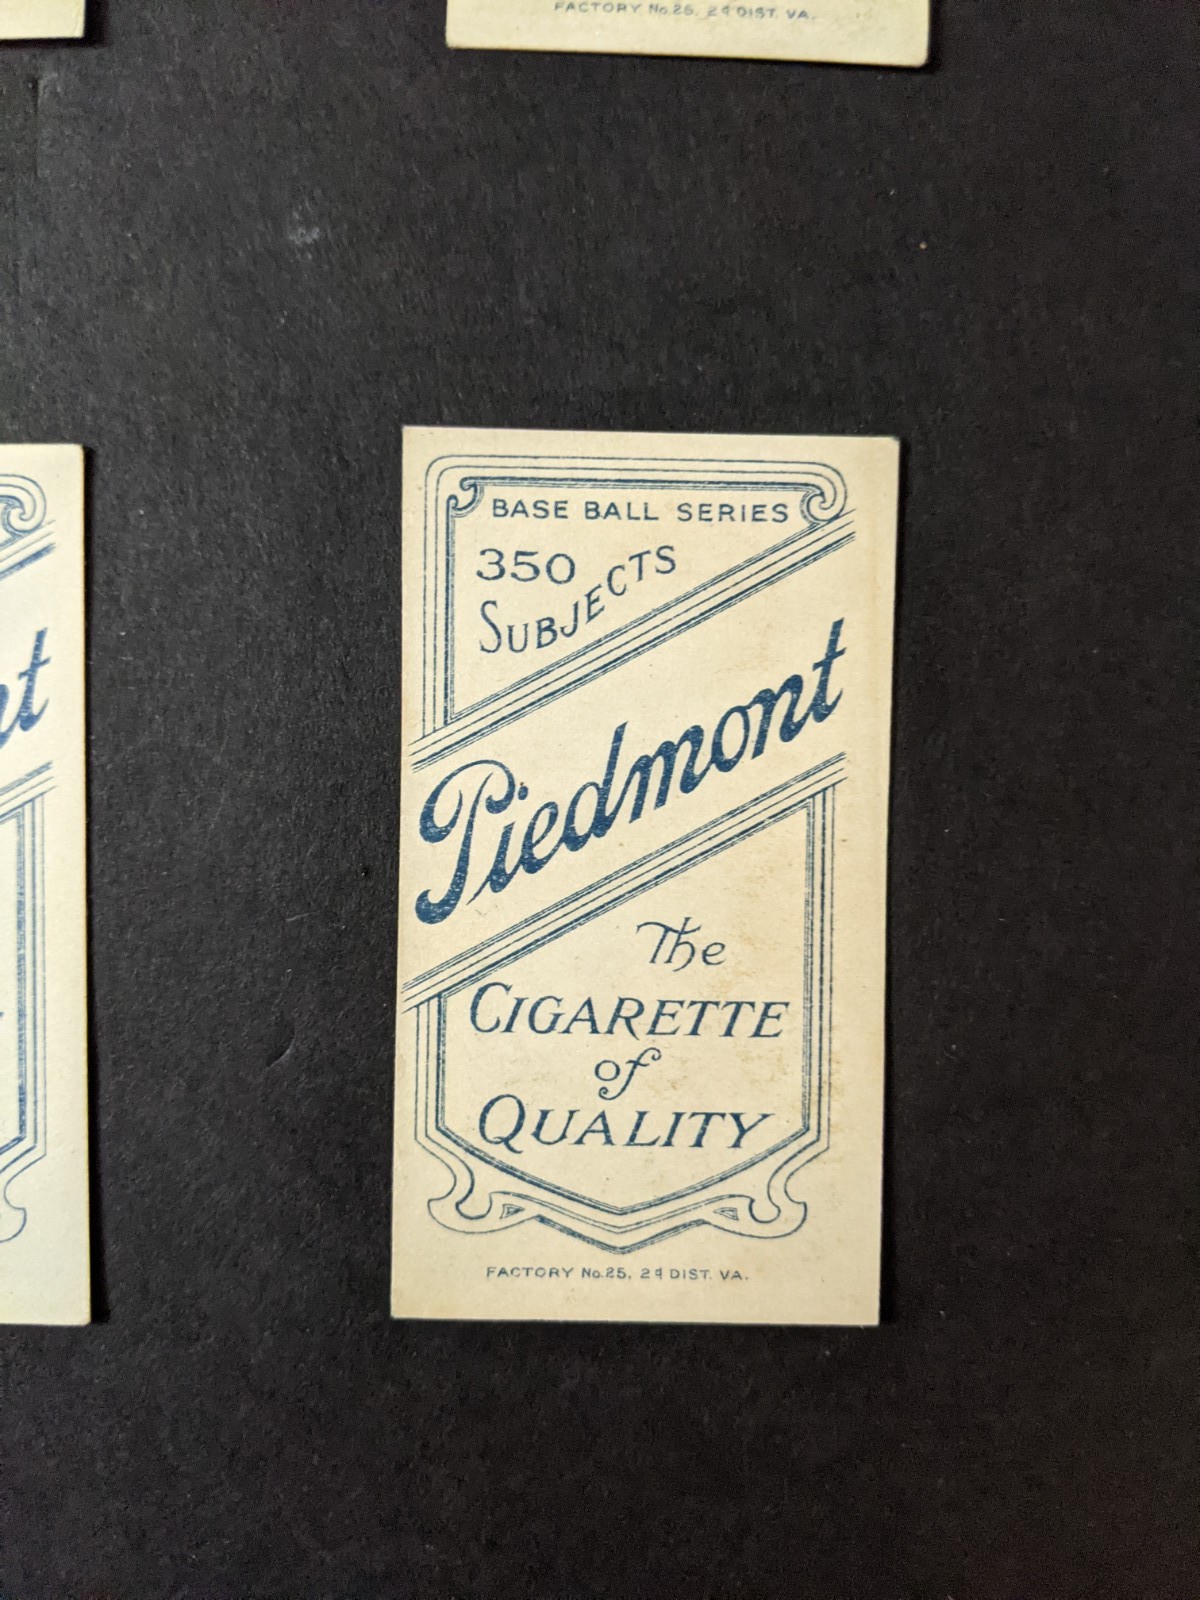 FACTORY No.25, 2d DIST. VA.
BASE BALL SERIES
350
SUBJECTS
Piedmont
The
CIGARETTE
of
QUALITY
FACTORY No.25, 2d DIST. VA.